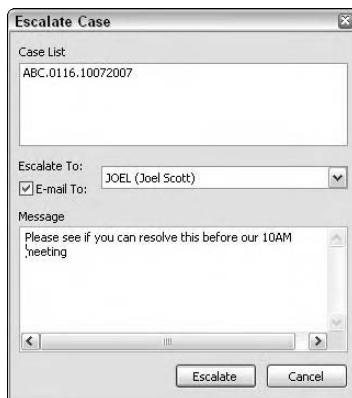 Escalate Case
Case List
ABC.0116.10072007
Escalate To:
E-mail To:
JOEL (Joel Scott)
Message
Please see if you can resolve this before our 10AM
meeting
Escalate
Cancel